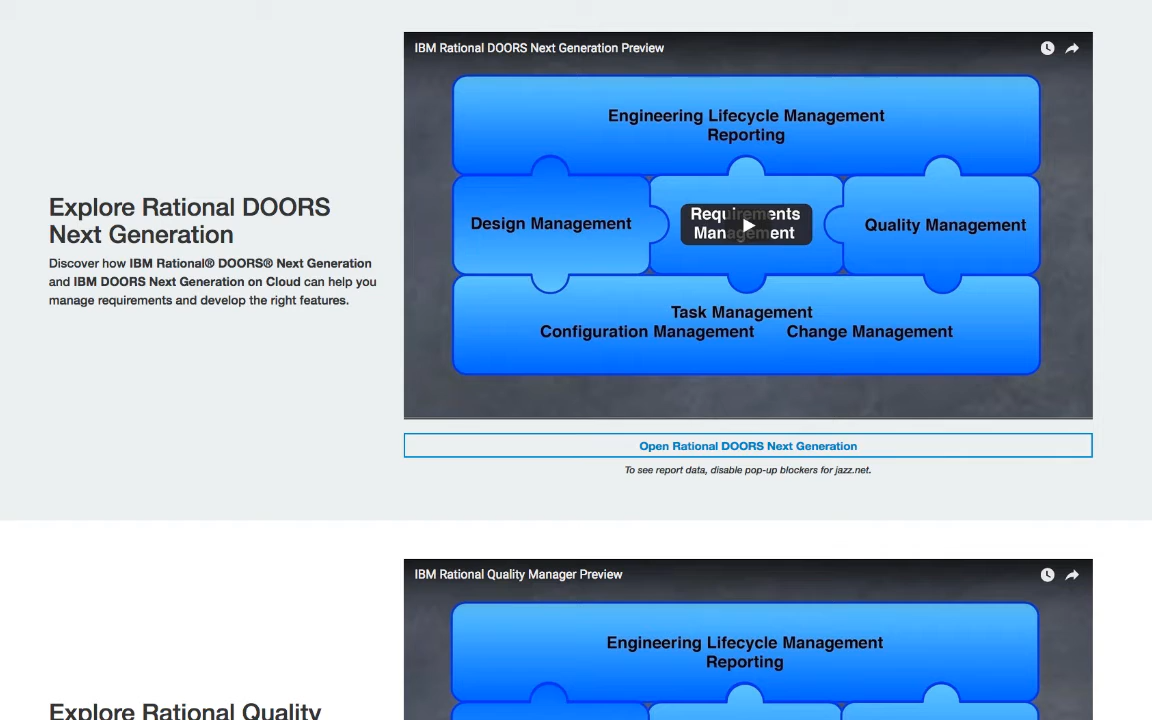 Explore Rational DOORS
Next Generation
Discover how IBM Rational® DOORS® Next Generation
and IBM DOORS Next Generation on Cloud can help you
manage requirements and develop the right features.
IBM Rational DOORS Next Generation Preview
Engineering Lifecycle Management
Reporting
Design Management
Requirements
Management
Quality Management
Task Management
Configuration Management Change Management
Open Rational DOORS Next Generation
To see report data, disable pop-up blockers for jazz.net.
Explore Rational Quality
IBM Rational Quality Manager Preview
Engineering Lifecycle Management
Reporting